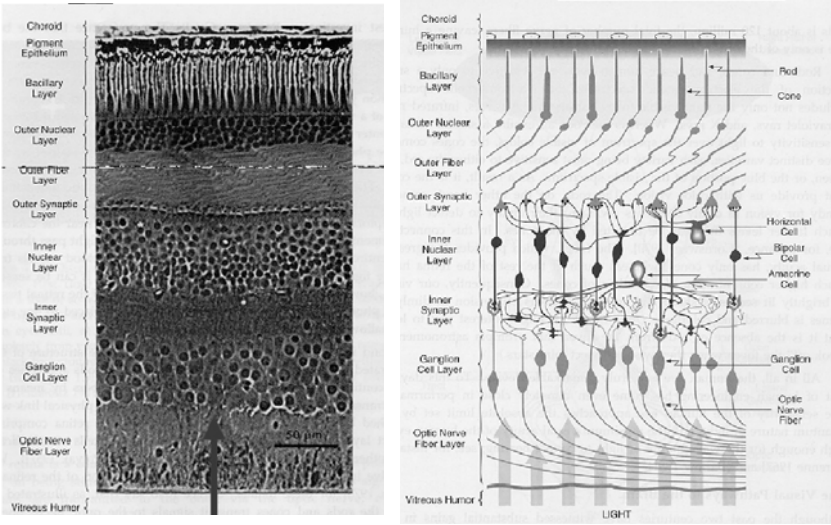 Choroid
Pigment
Epithelium
Bacillary
Layer
Outer Nuclear
Layer
Outer Fiber
Layer
Outer Synaptic
Layer
Inner
Nuclear
Layer
Inner
Synaptic
Layer
Ganglion
Cell Layer
Optic Nerve
Fiber Layer
Vitreous Humor
50 µm
Choroid
Pigment
Epithelium
Bacillary
Layer
Outer Nuclear
Layer
Outer Fiber
Layer
Outer Synaptic
Layer
Inner
Nuclear
Layer
Inner
Synaptic
Layer
Ganglion
Cell Layer
Optic Nerve
Fiber Layer
Vitreous Humor
Rod
Cone
Horizontal
Cell
Bipolar
Cell
Amacrine
Cell
Ganglion
Cell
Optic
Nerve
Fiber
LIGHT